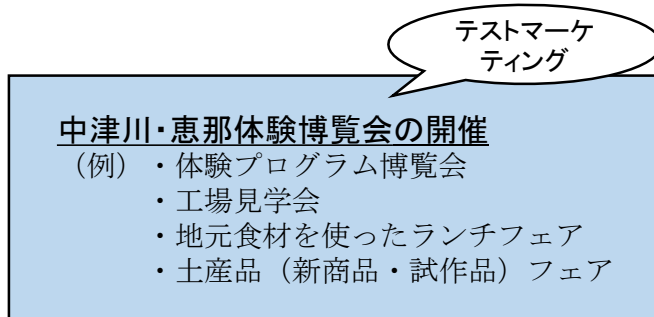 テストマーケ
ティング
中津川・恵那体験博覧会の開催
（例）・体験プログラム博覧会
・工場見学会
・地元食材を使ったランチフェア
・土産品（新商品・試作品）フェア